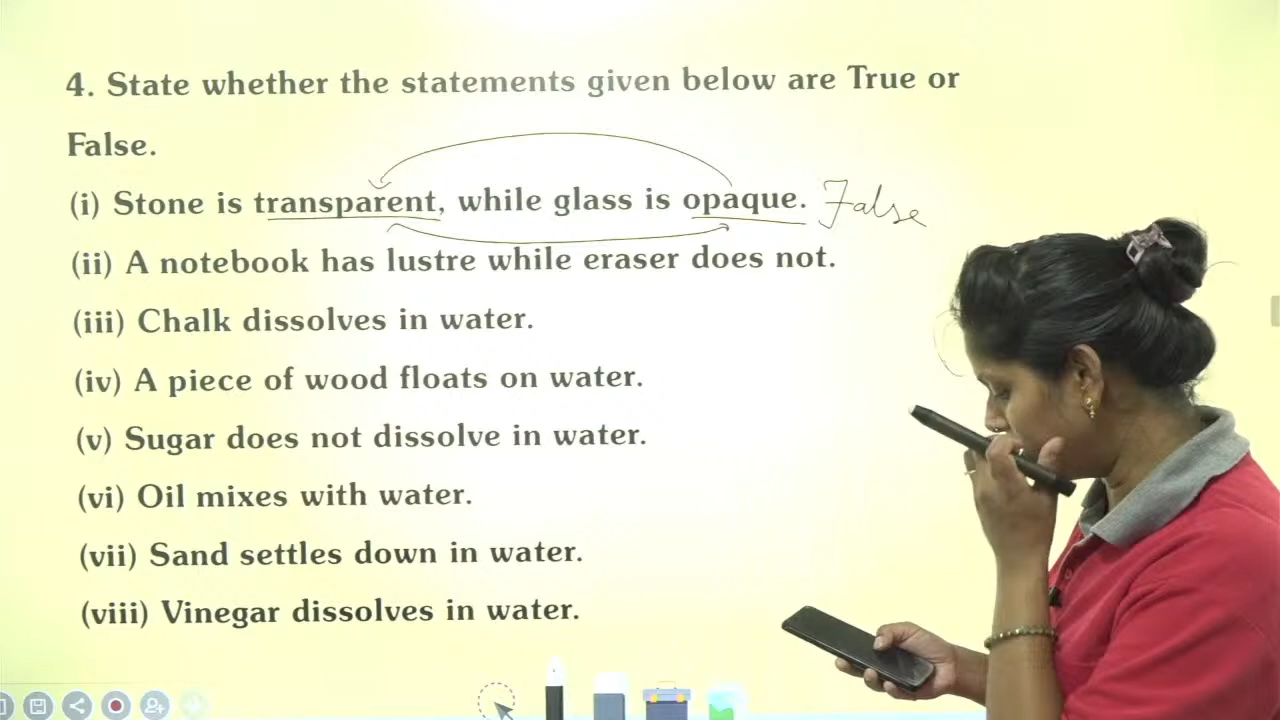 4. State whether the statements given below are True or
False.
(i) Stone is transparent, while glass is opaque. False
(ii) A notebook has lustre while eraser does not.
(iii) Chalk dissolves in water.
(iv) A piece of wood floats on water.
(v) Sugar does not dissolve in water.
(vi) Oil mixes with water.
(vii) Sand settles down in water.
(viii) Vinegar dissolves in water.